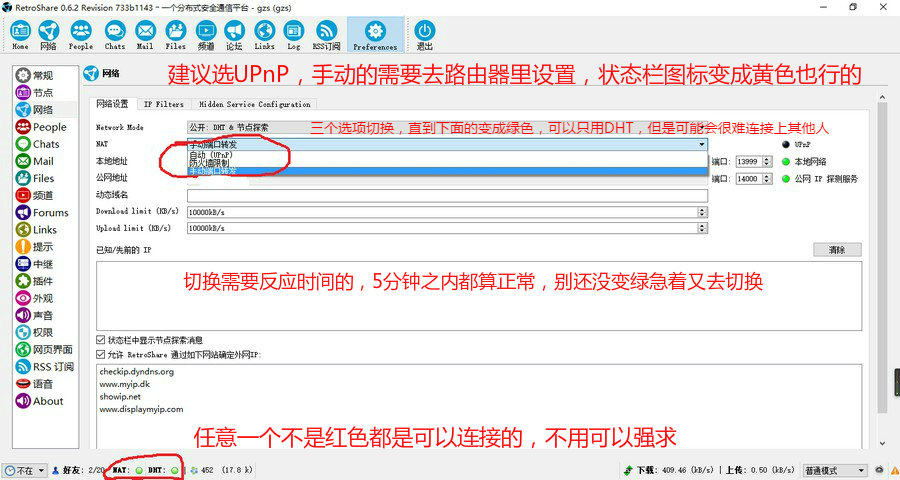 RetroShare 0.6.2 Revision 733b1143 - 一个分布式安全通信平台 - gzs (gzs)
Home 网络 People Chats Mail Files 频道 论坛 Links Log RSS订阅 Preferences 退出
常规
网络
建议选UPnP，手动的需要去路由器里设置，状态栏图标变成黄色也行的
节点
网络
网络设置 IP Filters Hidden Service Configuration
People
Network Mode 公开: DHT & 节点探索
三个选项切换，直到下面的变成绿色，可以只用DHT，但是可能会很难连接上其他人
Chats
NAT 手动端口转发 UPnP
自动 (UPnP)
Mail
本地地址 防火墙限制 端口: 13999 本地网络
手动端口转发
Files
公网地址 端口: 14000 公网 IP 探测服务
频道
动态域名
Forums
Download limit (KB/s) 10000kB/s
Links
Upload limit (KB/s) 10000kB/s
提示
已知/先前的 IP 清除
中继
插件
切换需要反应时间的，5分钟之内都算正常，别还没变绿急着又去切换
外观
声音
权限
状态栏中显示节点探索消息
网页界面
允许 RetroShare 通过如下网站确定外网IP:
RSS 订阅
checkip.dyndns.org
语音
www.myip.dk
About
showip.net
www.displaymyip.com
任意一个不是红色都是可以连接的，不用可以强求
不在 好友: 2/20 NAT: DHT: 452 (17.8 k) 下载: 409.46 (kB/s) | 上传: 0.50 (kB/s) 普通模式